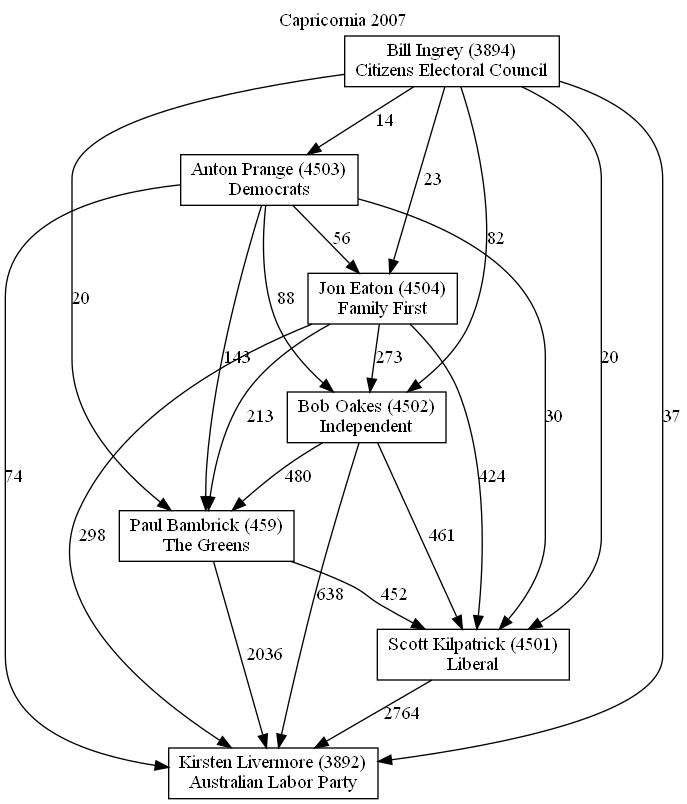 Capricornia 2007
Bill Ingrey (3894)
Citizens Electoral Council
14
Anton Prange (4503)
Democrats
23
56
82
Jon Eaton (4504)
Family First
20
88
143
273
20
Bob Oakes (4502)
Independent
213
30
37
74
480
424
Paul Bambrick (459)
The Greens
298
461
638
452
Scott Kilpatrick (4501)
Liberal
2036
2764
Kirsten Livermore (3892)
Australian Labor Party